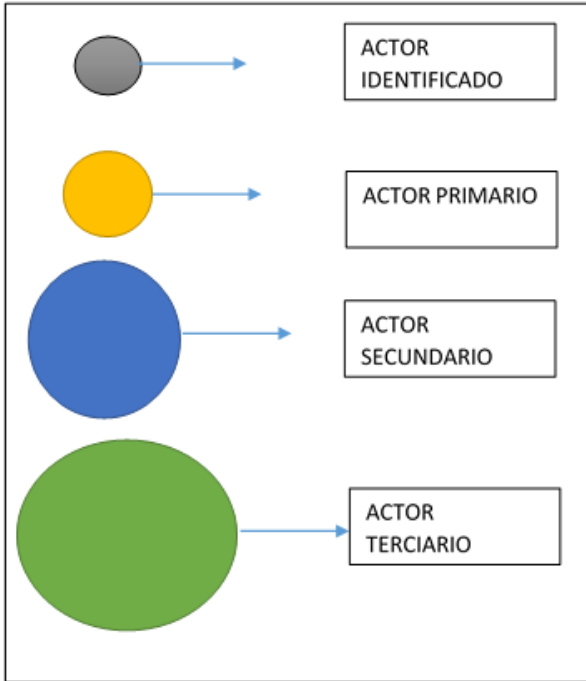 ACTOR
IDENTIFICADO
ACTOR PRIMARIO
ACTOR
SECUNDARIO
ACTOR
TERCIARIO